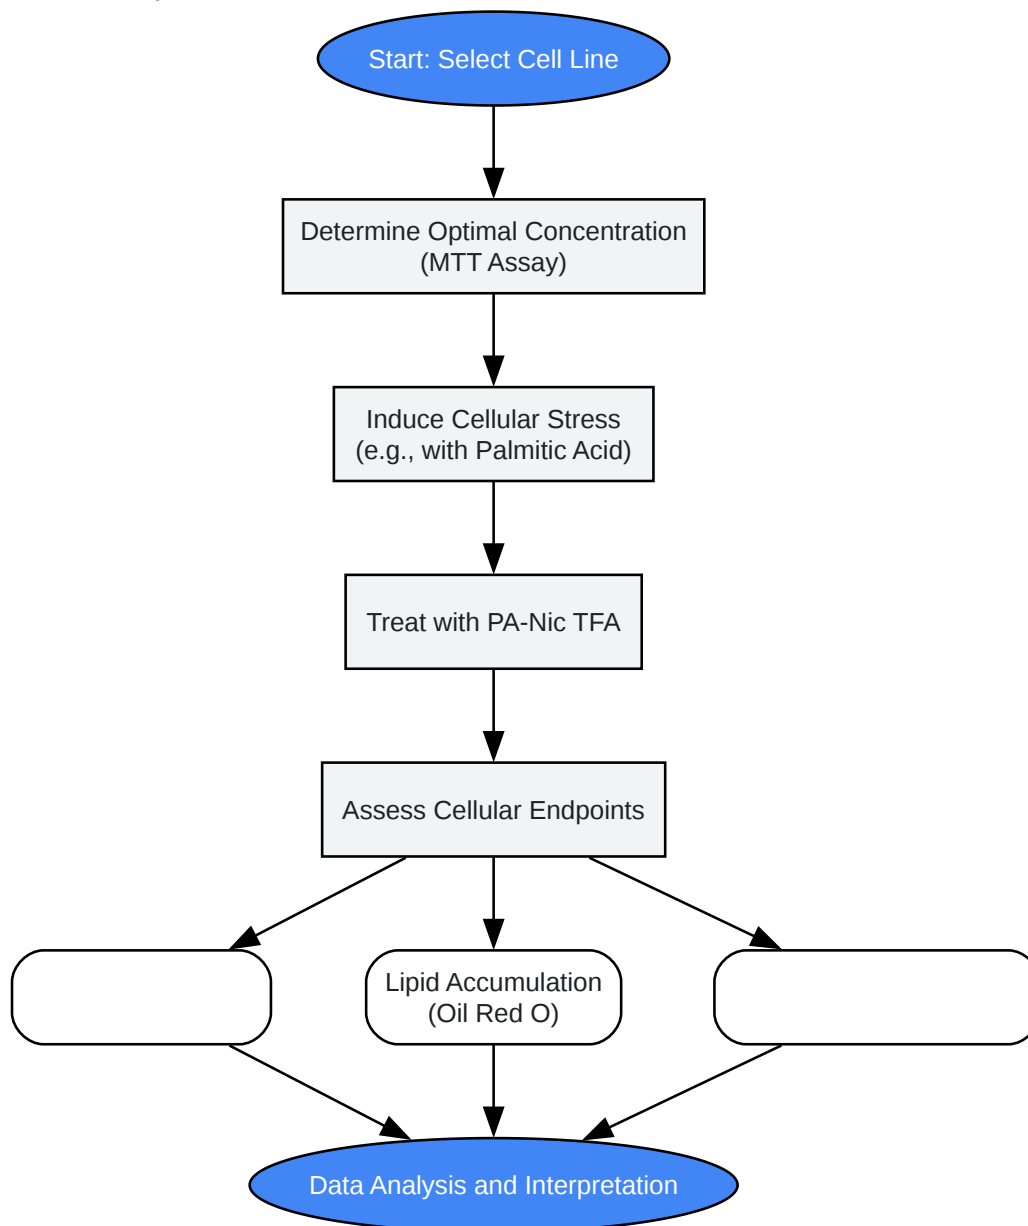 Start: Select Cell Line
Determine Optimal Concentration
(MTT Assay)
Induce Cellular Stress
(e.g., with Palmitic Acid)
Treat with PA-Nic TFA
Assess Cellular Endpoints
Lipid Accumulation
(Oil Red O)
Data Analysis and Interpretation